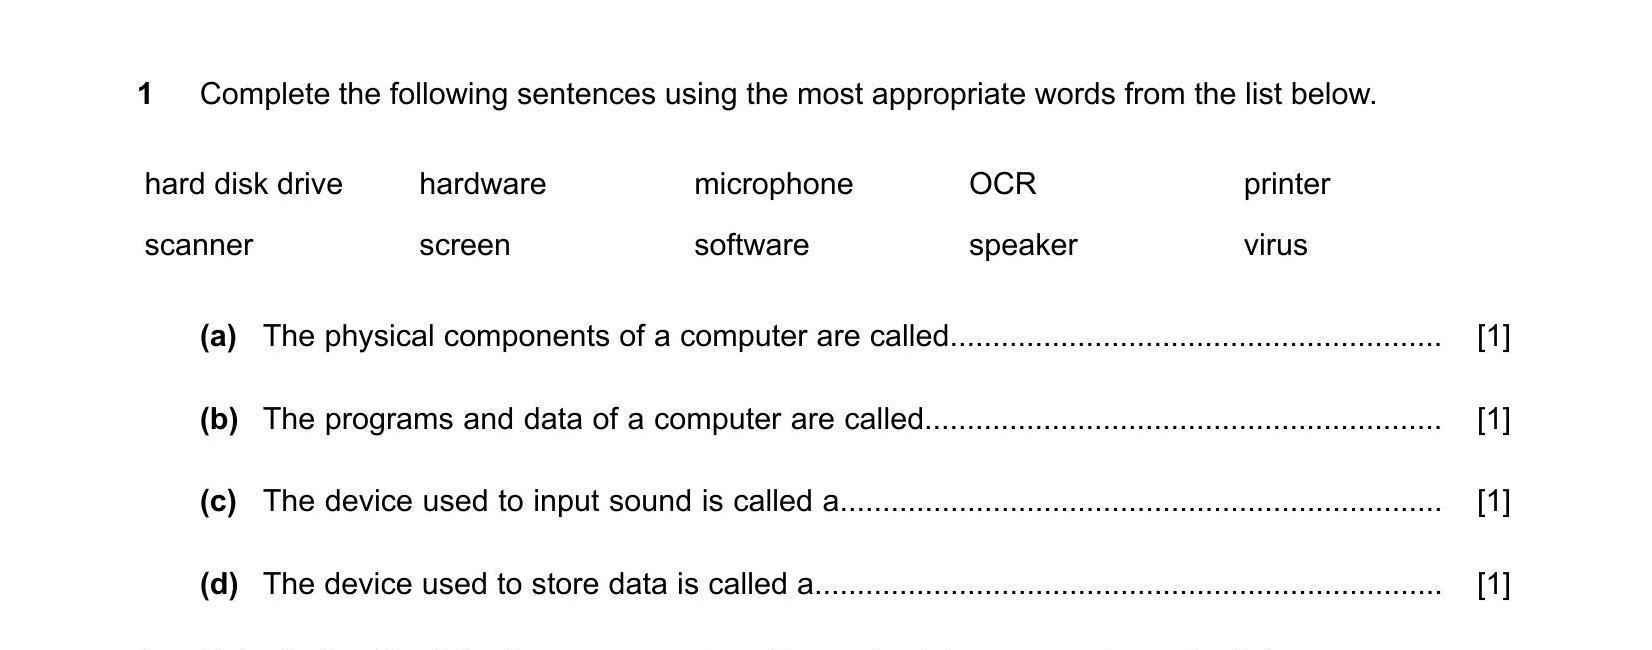 1 Complete the following sentences using the most appropriate words from the list below.
hard disk drive hardware microphone OCR printer
scanner screen software speaker virus
(a) The physical components of a computer are called.......................................................... [1]
(b) The programs and data of a computer are called............................................................. [1]
(c) The device used to input sound is called a....................................................................... [1]
(d) The device used to store data is called a.......................................................................... [1]